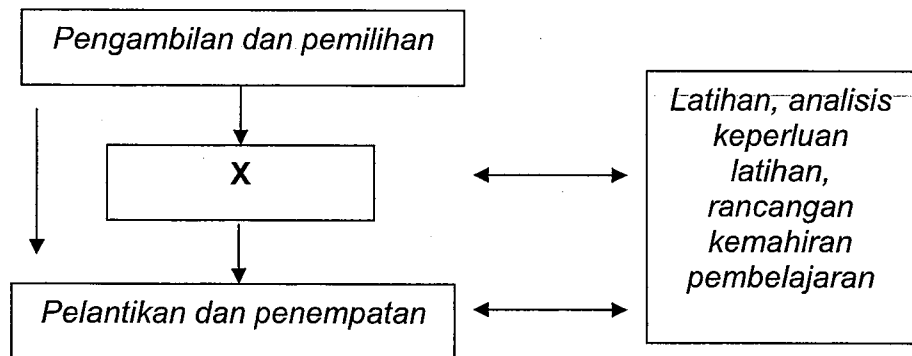 Pengambilan dan pemilihan
X
Pelantikan dan penempatan
Latihan, analisis
keperluan
latihan,
rancangan
kemahiran
pembelajaran